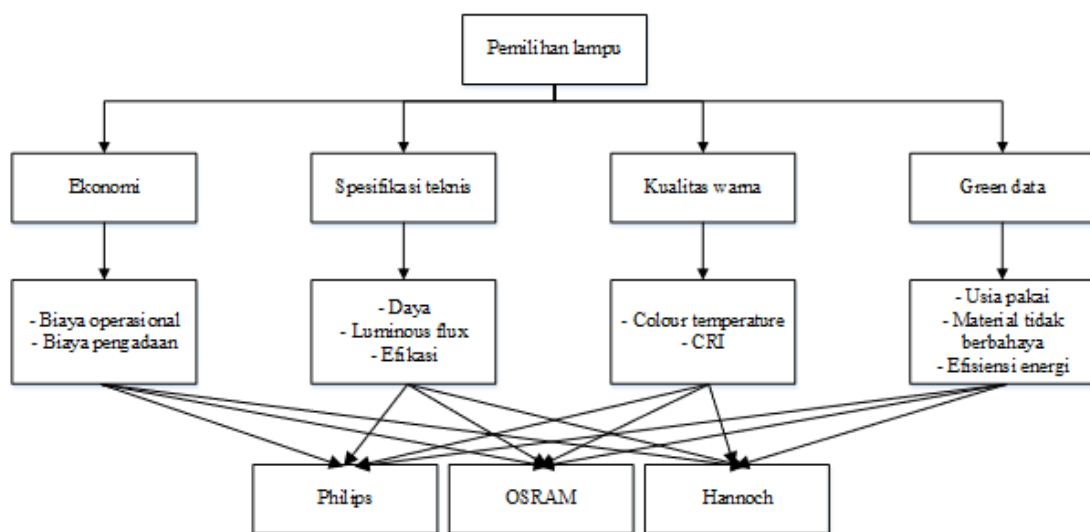 Pemilihan lampu
Ekonomi
Spesifikasi teknis
Kualitas warna
Green data
- Biaya operasional
- Biaya pengadaan
- Daya
- Luminous flux
- Efikasi
- Colour temperature
- CRI
- Usia pakai
- Material tidak
berbahaya
- Efisiensi energi
Philips
OSRAM
Hannoch